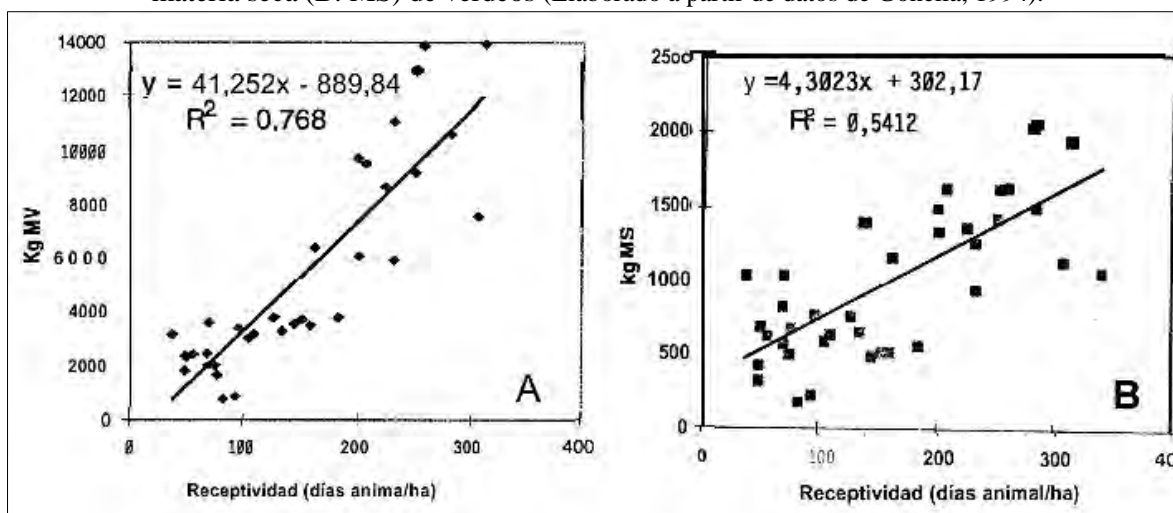 materia seca (B: MS) de verdeos (Elaborado a partir de datos de 1994).
14000
y = 41,252x - 889,84
12000
R² = 0,768
10000
8000
6000
4000
2000
0
Kg MV
A
0 100 200 300 400
Receptividad (días anima/ha)
2500
y =4,3023x + 302,17
R² = 0,5412
2000
1500
1000
500
0
kg MS
B
0 100 200 300 40
Receptividad (días animal/ha)